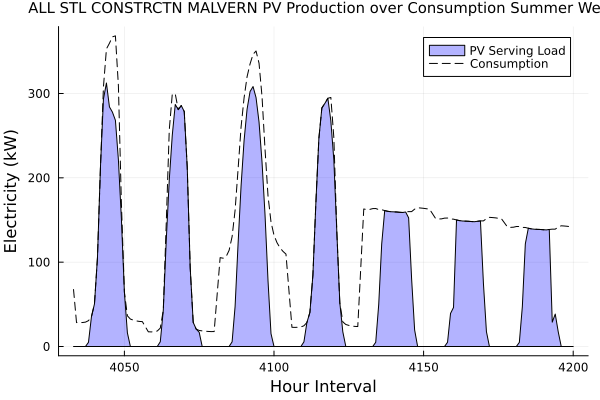 ALL STL CONSTRCTN MALVERN PV Production over Consumption Summer We
PV Serving Load
Consumption
Electricity (kW)
300
200
100
0
4050
4100
4150
4200
Hour Interval